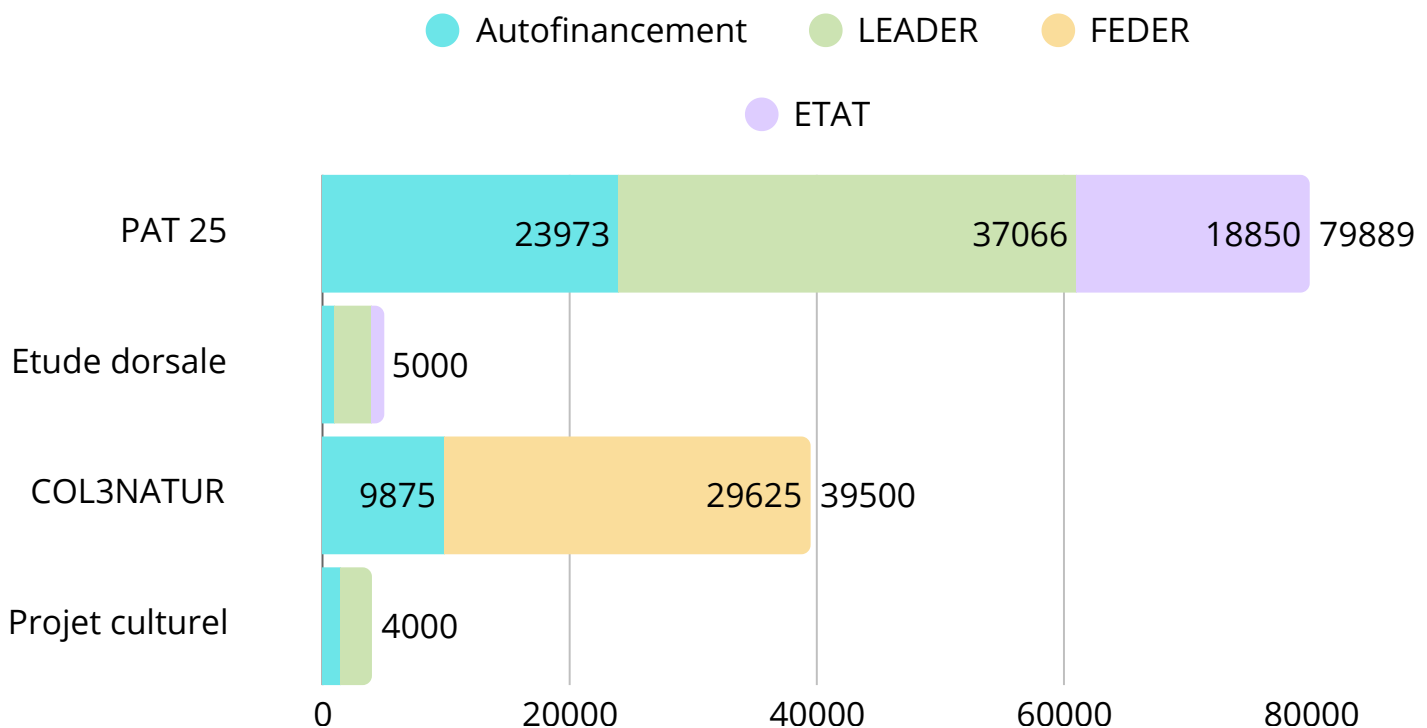 Autofinancement LEADER FEDER
ETAT
PAT 25 23973 37066 18850 79889
Etude dorsale 5000
COL3NATUR 9875 29625 39500
Projet culturel 4000
0 20000 40000 60000 80000